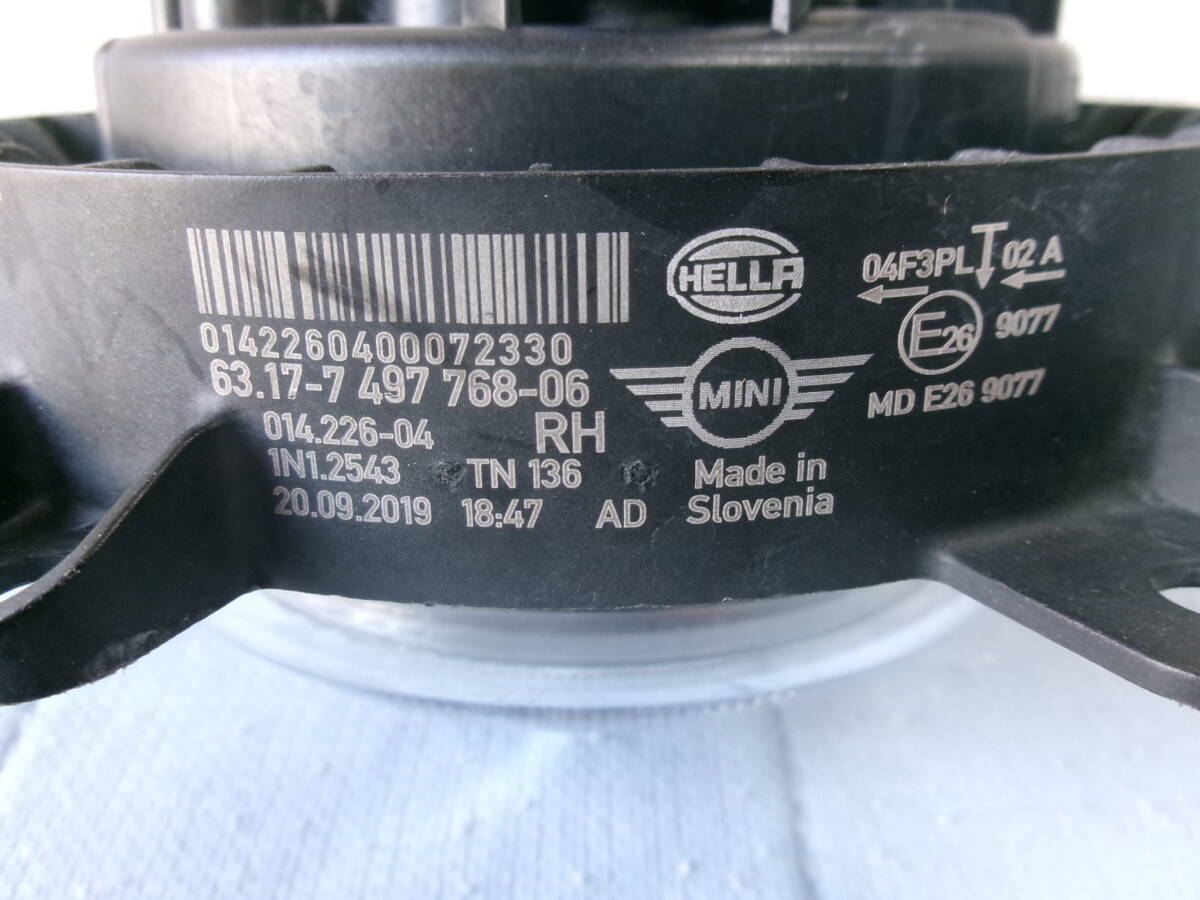 0142260400072330
63.17-7 497 768-06
014.226-04 RH
1N1.2543 TN 136
20.09.2019 18:47 AD
HELLA
MINI
Made in
Slovenia
04F3PL T 02 A
E26 9077
MD E26 9077